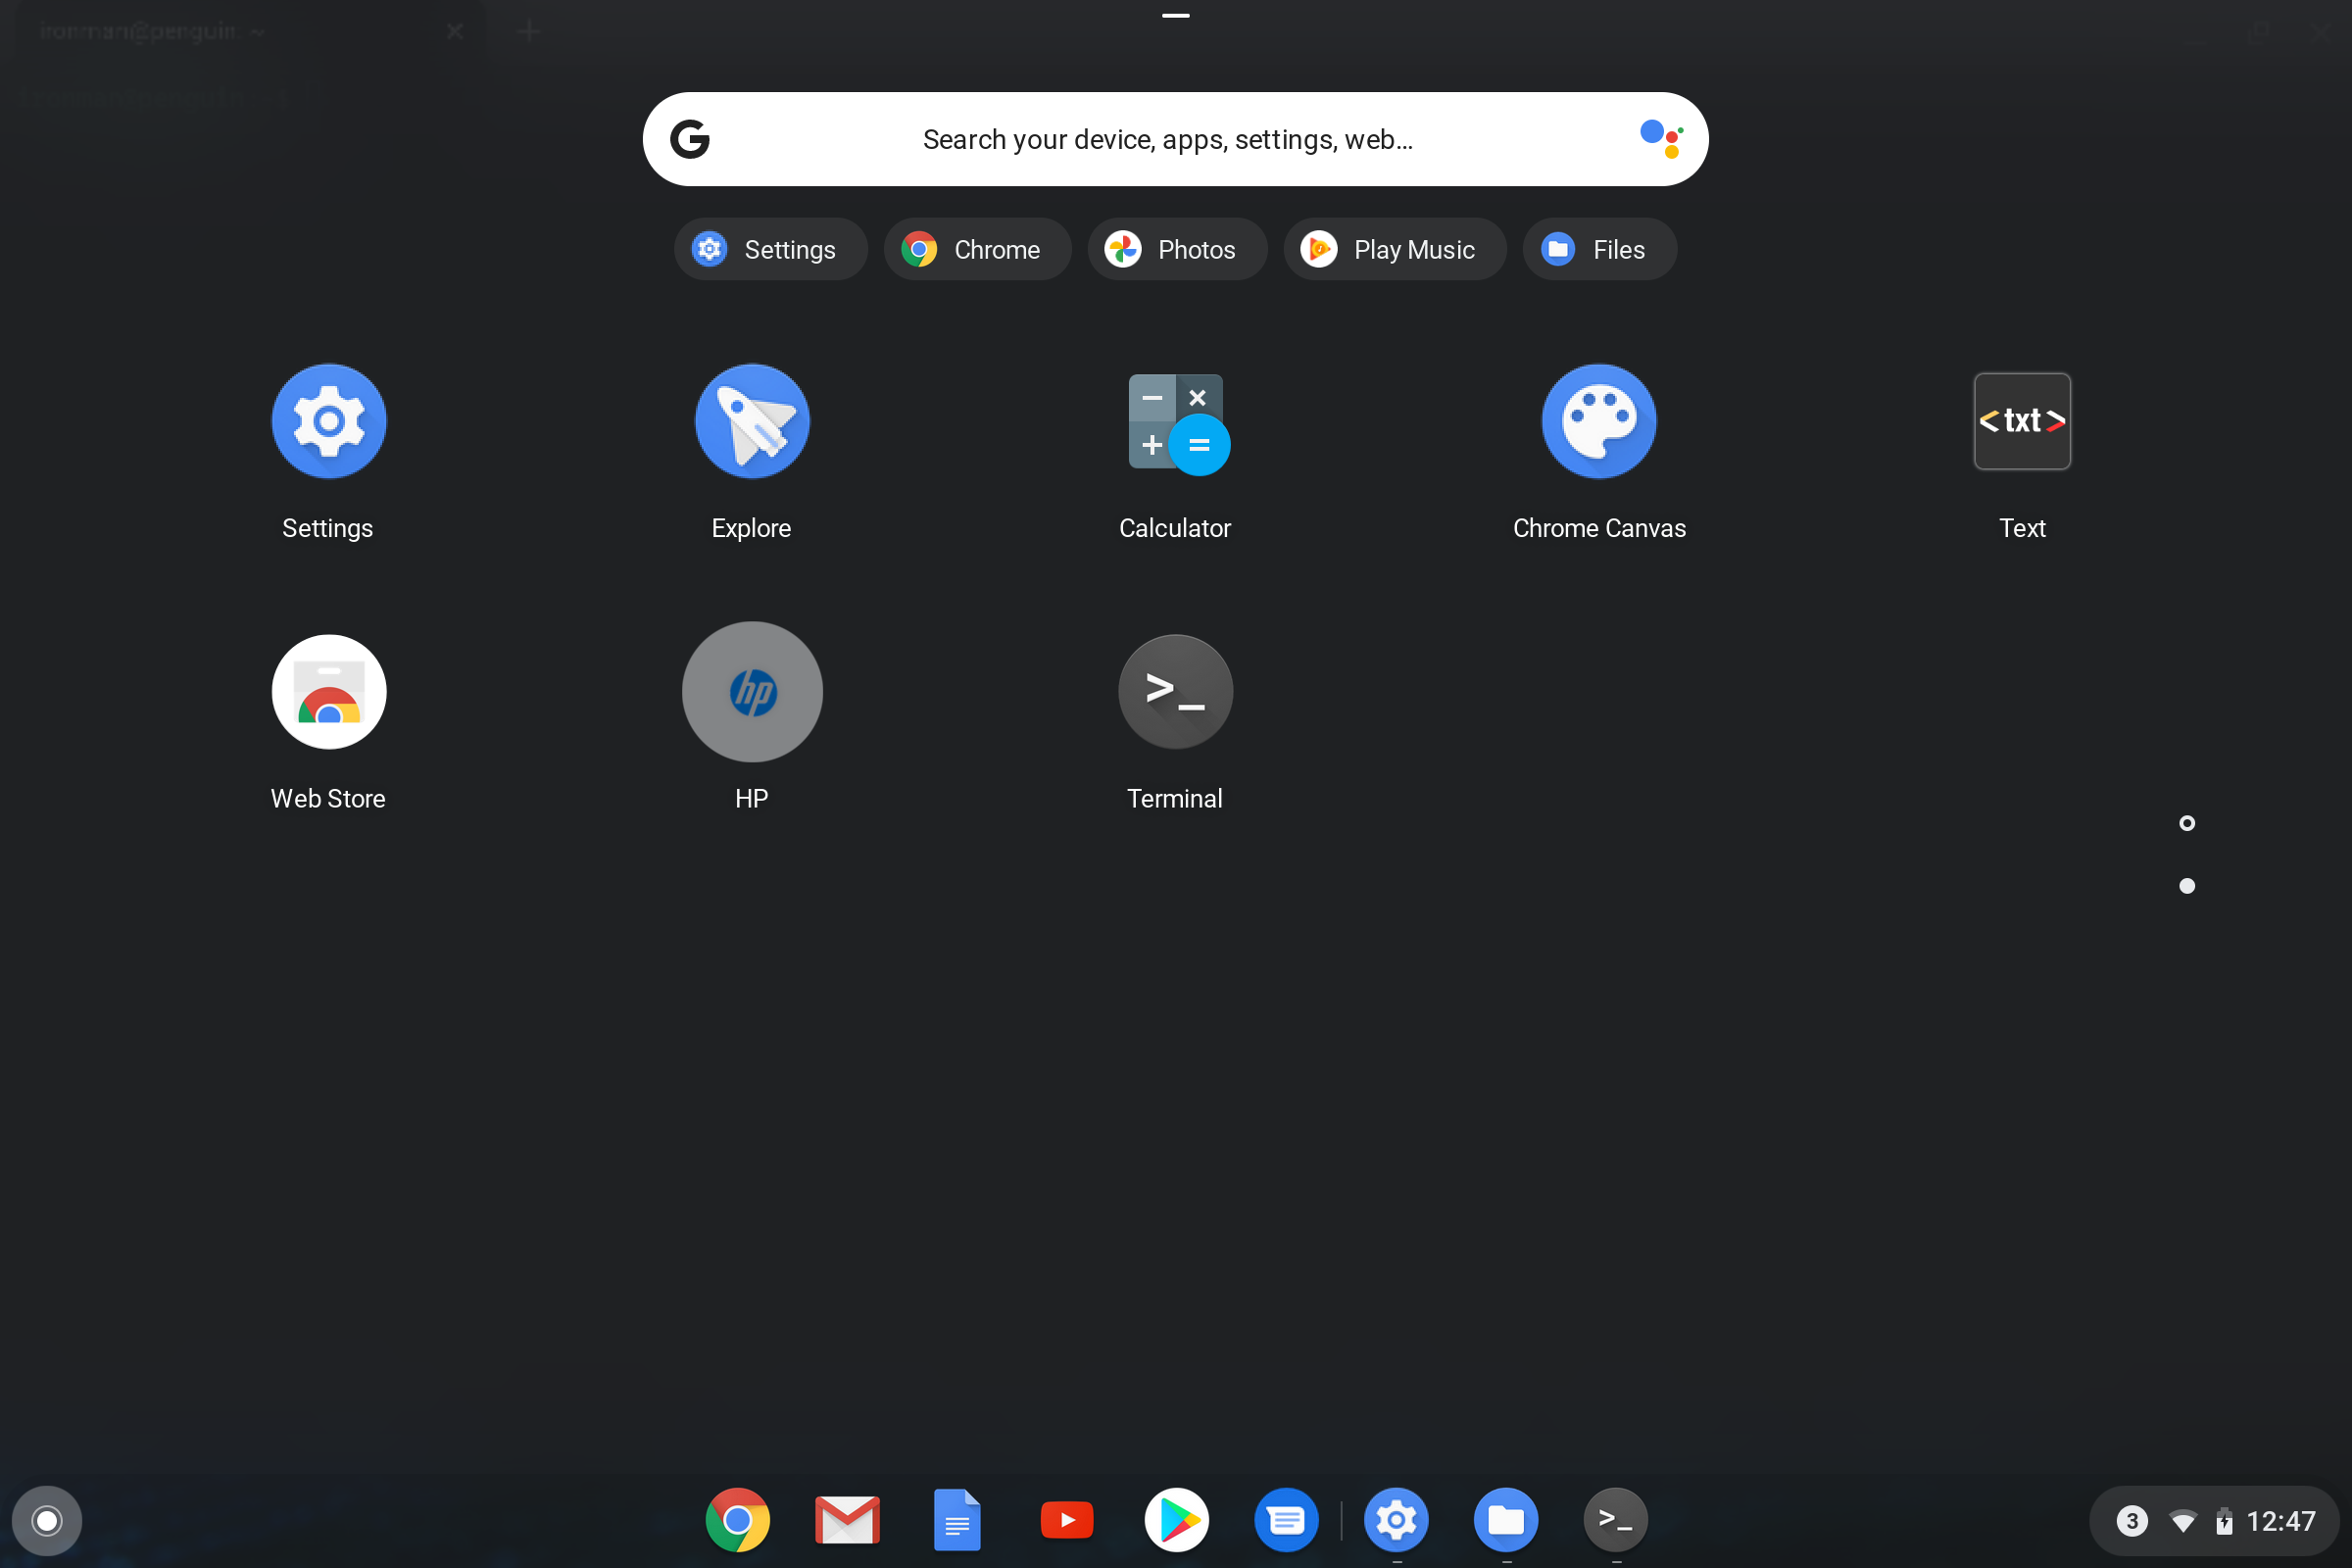 ironman@penguin: ~
Search your device, apps, settings, web...
Settings
Chrome
Photos
Play Music
Files
<txt>
Settings
Explore
Calculator
Chrome Canvas
Text
hp
>_
Web Store
HP
Terminal
>_
3
12:47